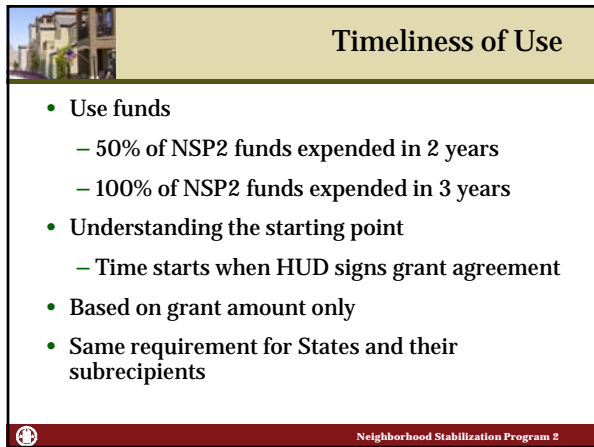 Timeliness of Use
• Use funds
– 50% of NSP2 funds expended in 2 years
– 100% of NSP2 funds expended in 3 years
• Understanding the starting point
– Time starts when HUD signs grant agreement
• Based on grant amount only
• Same requirement for States and their
subrecipients
Neighborhood Stabilization Program 2